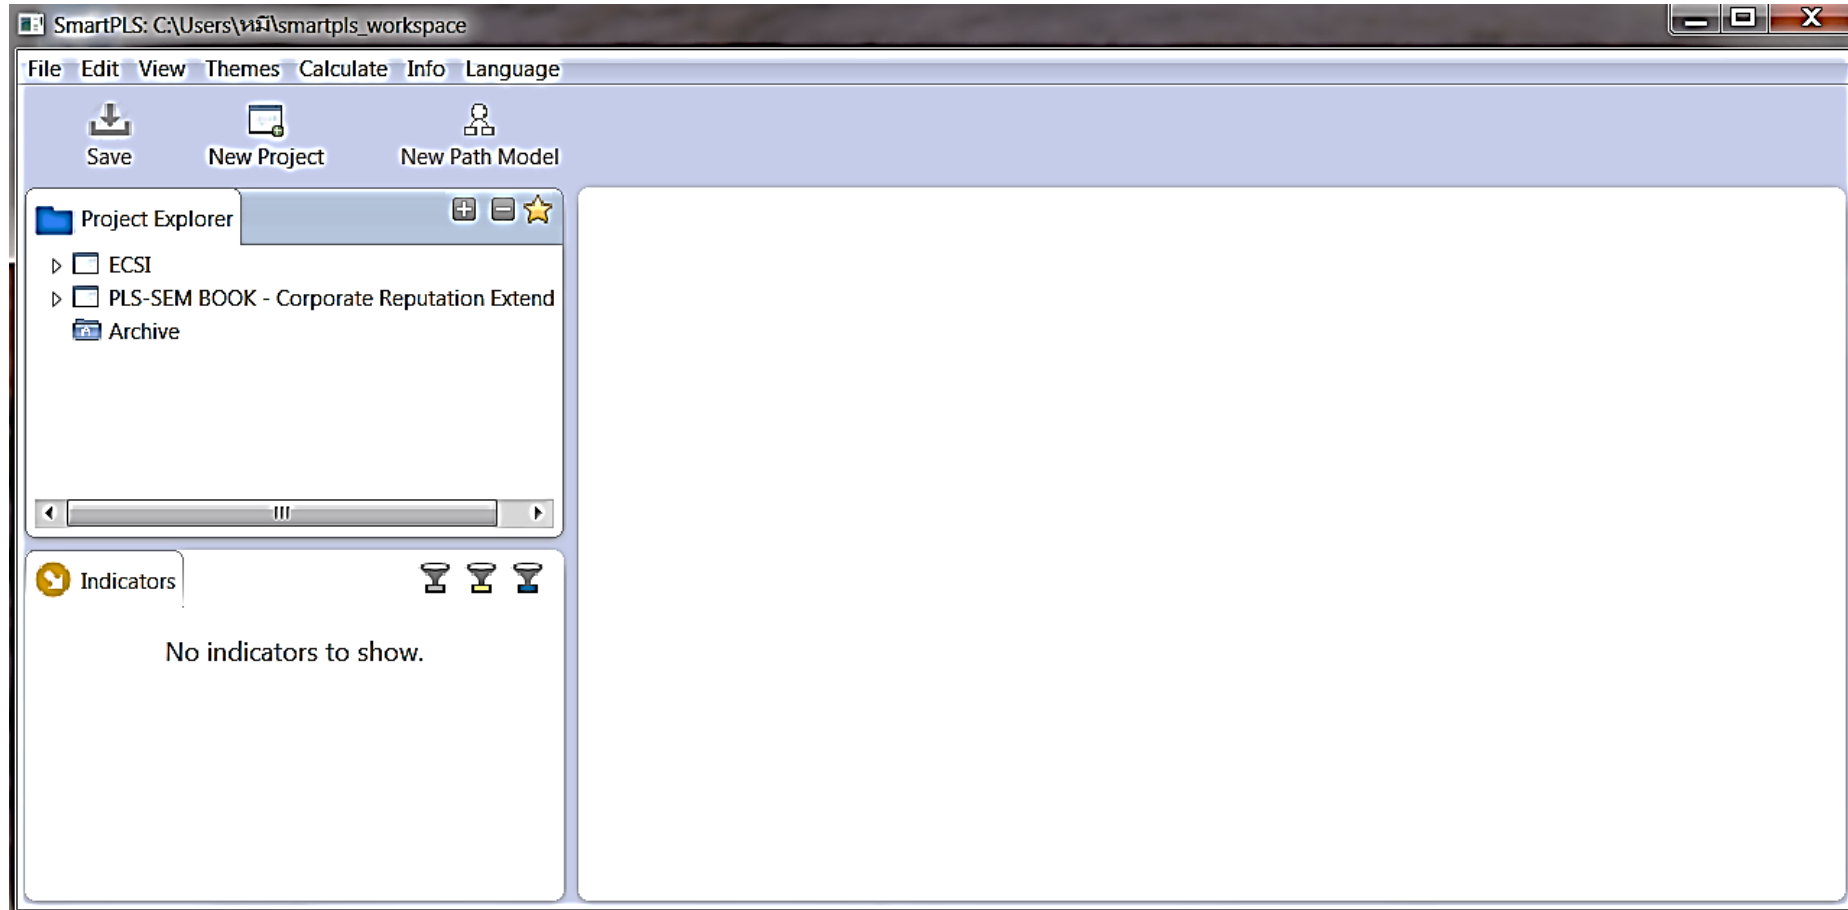 SmartPLS: C:\Users\หมี\smartpls_workspace
File Edit View Themes Calculate Info Language
Save New Project New Path Model
Project Explorer
ECSI
PLS-SEM BOOK - Corporate Reputation Extend
Archive
Indicators
No indicators to show.